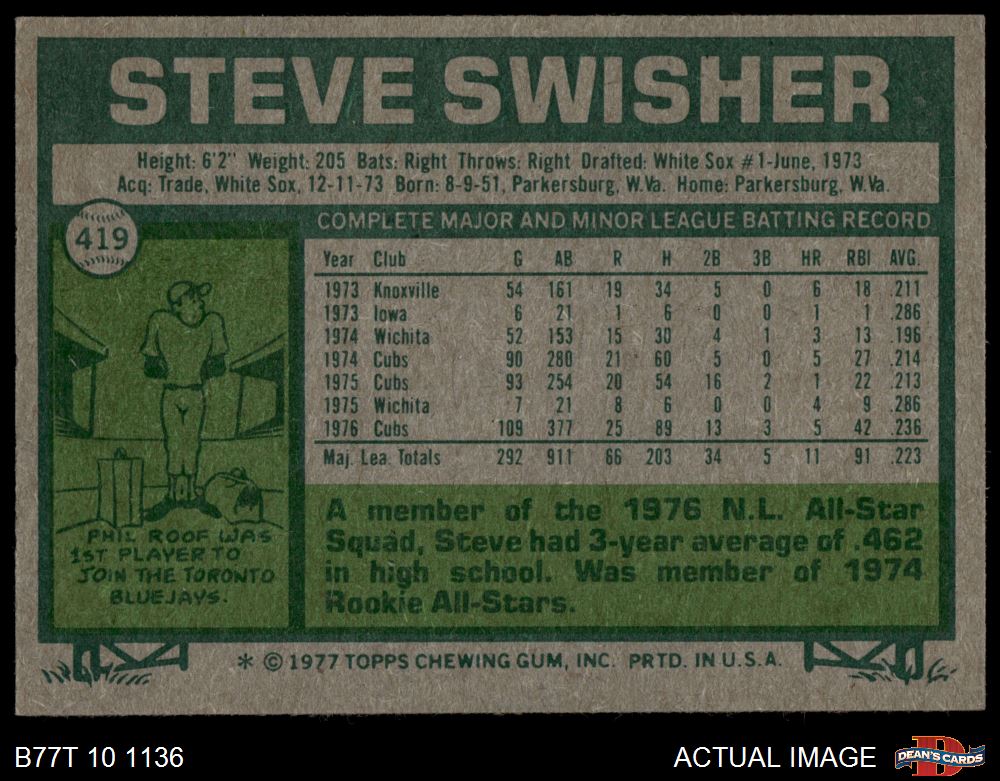 STEVE SWISHER
Height: 6'2" Weight: 205 Bats: Right Throws: Right Drafted: White Sox #1-June, 1973
Acq: Trade, White Sox, 12-11-73 Born: 8-9-51, Parkersburg, W.Va. Home: Parkersburg, W.Va.
419
COMPLETE MAJOR AND MINOR LEAGUE BATTING RECORD
Year Club G AB R H 2B 3B HR RBI AVG.
1973 Knoxville 54 161 19 34 5 0 6 18 .211
1973 Iowa 6 21 1 6 0 0 1 1 .286
1974 Wichita 52 153 15 30 4 1 3 13 .196
1974 Cubs 90 280 21 60 5 0 5 27 .214
1975 Cubs 93 254 20 54 16 2 1 22 .213
1975 Wichita 7 21 8 6 0 0 4 9 .286
1976 Cubs 109 377 25 89 13 3 5 42 .236
Maj. Lea. Totals 292 911 66 203 34 5 11 91 .223
PHIL ROOF WAS
1ST PLAYER TO
JOIN THE TORONTO
BLUEJAYS.
A member of the 1976 N.L. All-Star
Squad, Steve had 3-year average of .462
in high school. Was member of 1974
Rookie All-Stars.
* © 1977 TOPPS CHEWING GUM, INC. PRTD. IN U.S.A.
B77T 10 1136
ACTUAL IMAGE
D
DEAN'S CARDS